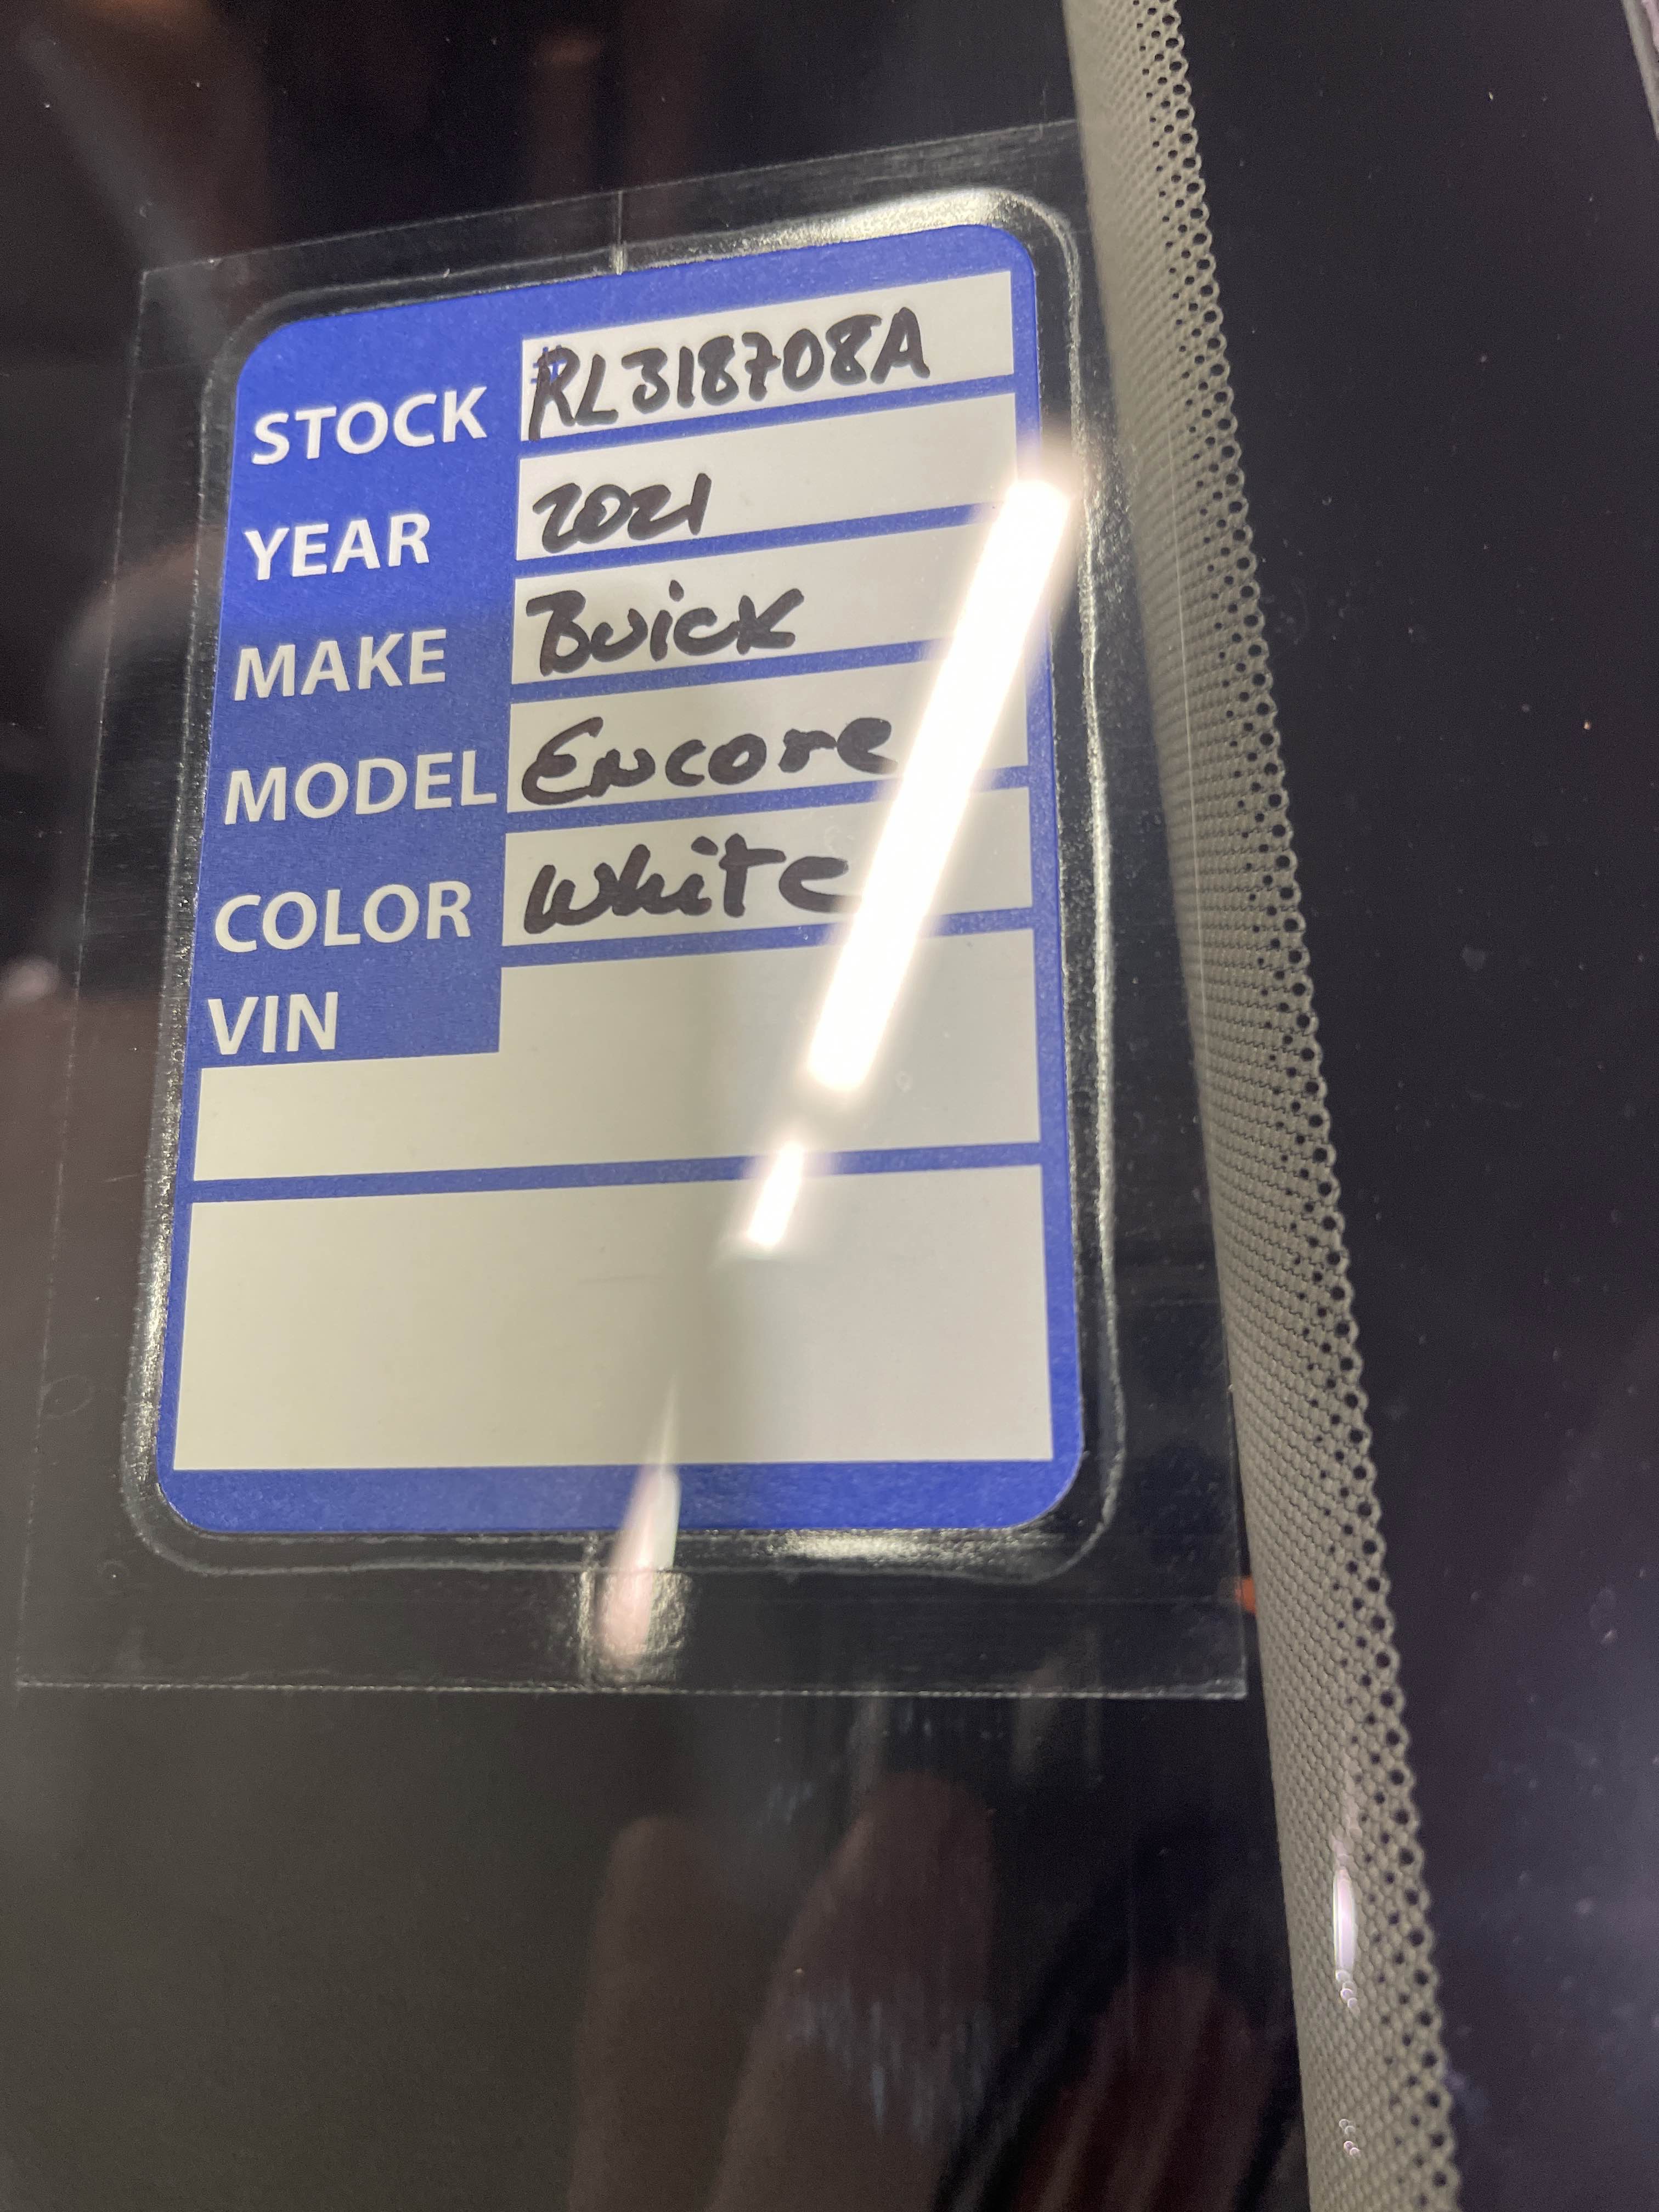 STOCK #RL318708A
YEAR 2021
MAKE Buick
MODEL Encore
COLOR White
VIN